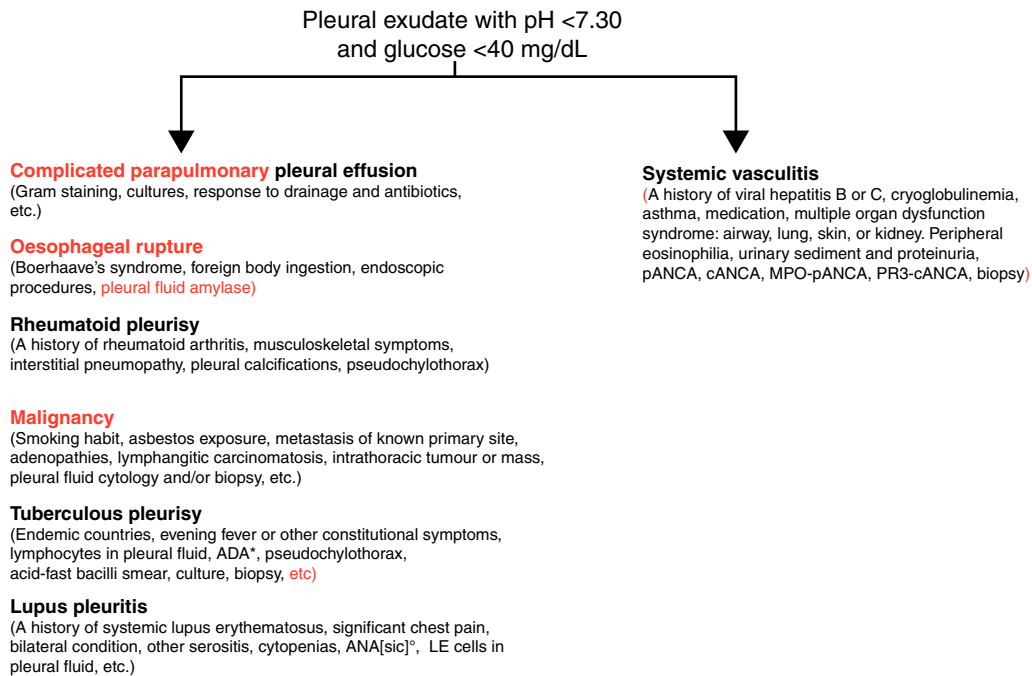 Pleural exudate with pH <7.30
and glucose <40 mg/dL
Complicated parapulmonary pleural effusion
(Gram staining, cultures, response to drainage and antibiotics,
etc.)
Oesophageal rupture
(Boerhaave's syndrome, foreign body ingestion, endoscopic
procedures, pleural fluid amylase)
Rheumatoid pleurisy
(A history of rheumatoid arthritis, musculoskeletal symptoms,
interstitial pneumopathy, pleural calcifications, pseudochylothorax)
Malignancy
(Smoking habit, asbestos exposure, metastasis of known primary site,
adenopathies, lymphangitic carcinomatosis, intrathoracic tumour or mass,
pleural fluid cytology and/or biopsy, etc.)
Tuberculous pleurisy
(Endemic countries, evening fever or other constitutional symptoms,
lymphocytes in pleural fluid, ADA*, pseudochylothorax,
acid-fast bacilli smear, culture, biopsy, etc)
Lupus pleuritis
(A history of systemic lupus erythematosus, significant chest pain,
bilateral condition, other serositis, cytopenias, ANA[sic]°, LE cells in
pleural fluid, etc.)
Systemic vasculitis
(A history of viral hepatitis B or C, cryoglobulinemia,
asthma, medication, multiple organ dysfunction
syndrome: airway, lung, skin, or kidney. Peripheral
eosinophilia, urinary sediment and proteinuria,
pANCA, cANCA, MPO-pANCA, PR3-cANCA, biopsy)